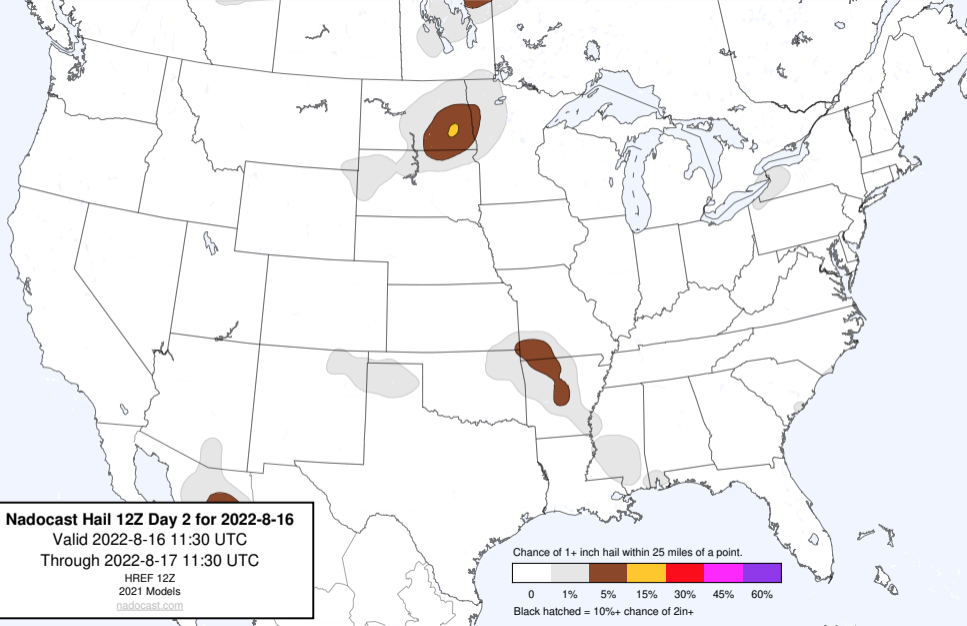 Nadocast Hail 12Z Day 2 for 2022-8-16
Valid 2022-8-16 11:30 UTC
Through 2022-8-17 11:30 UTC
HREF 12Z
2021 Models
nadocast.com
Chance of 1+ inch hail within 25 miles of a point.
0 1% 5% 15% 30% 45% 60%
Black hatched = 10%+ chance of 2in+